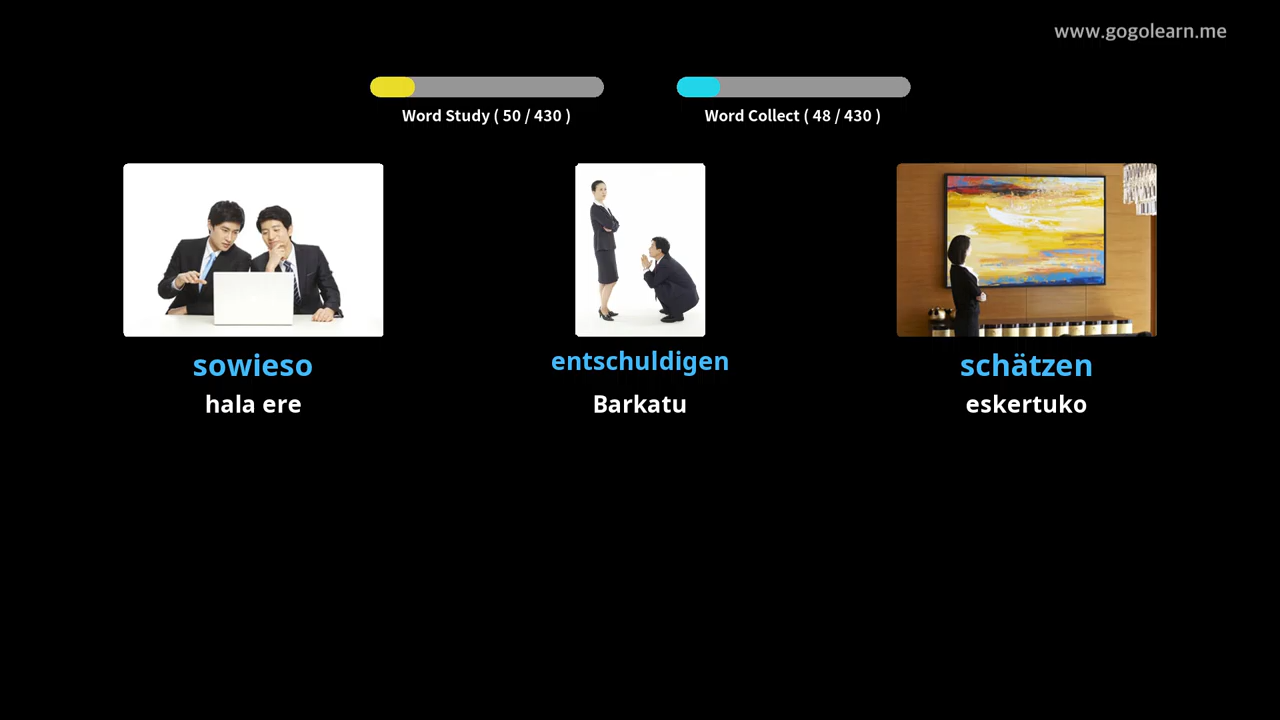 www.gogolearn.me
Word Study ( 50 / 430 )
Word Collect ( 48 / 430 )
sowieso
hala ere
entschuldigen
Barkatu
schätzen
eskertuko